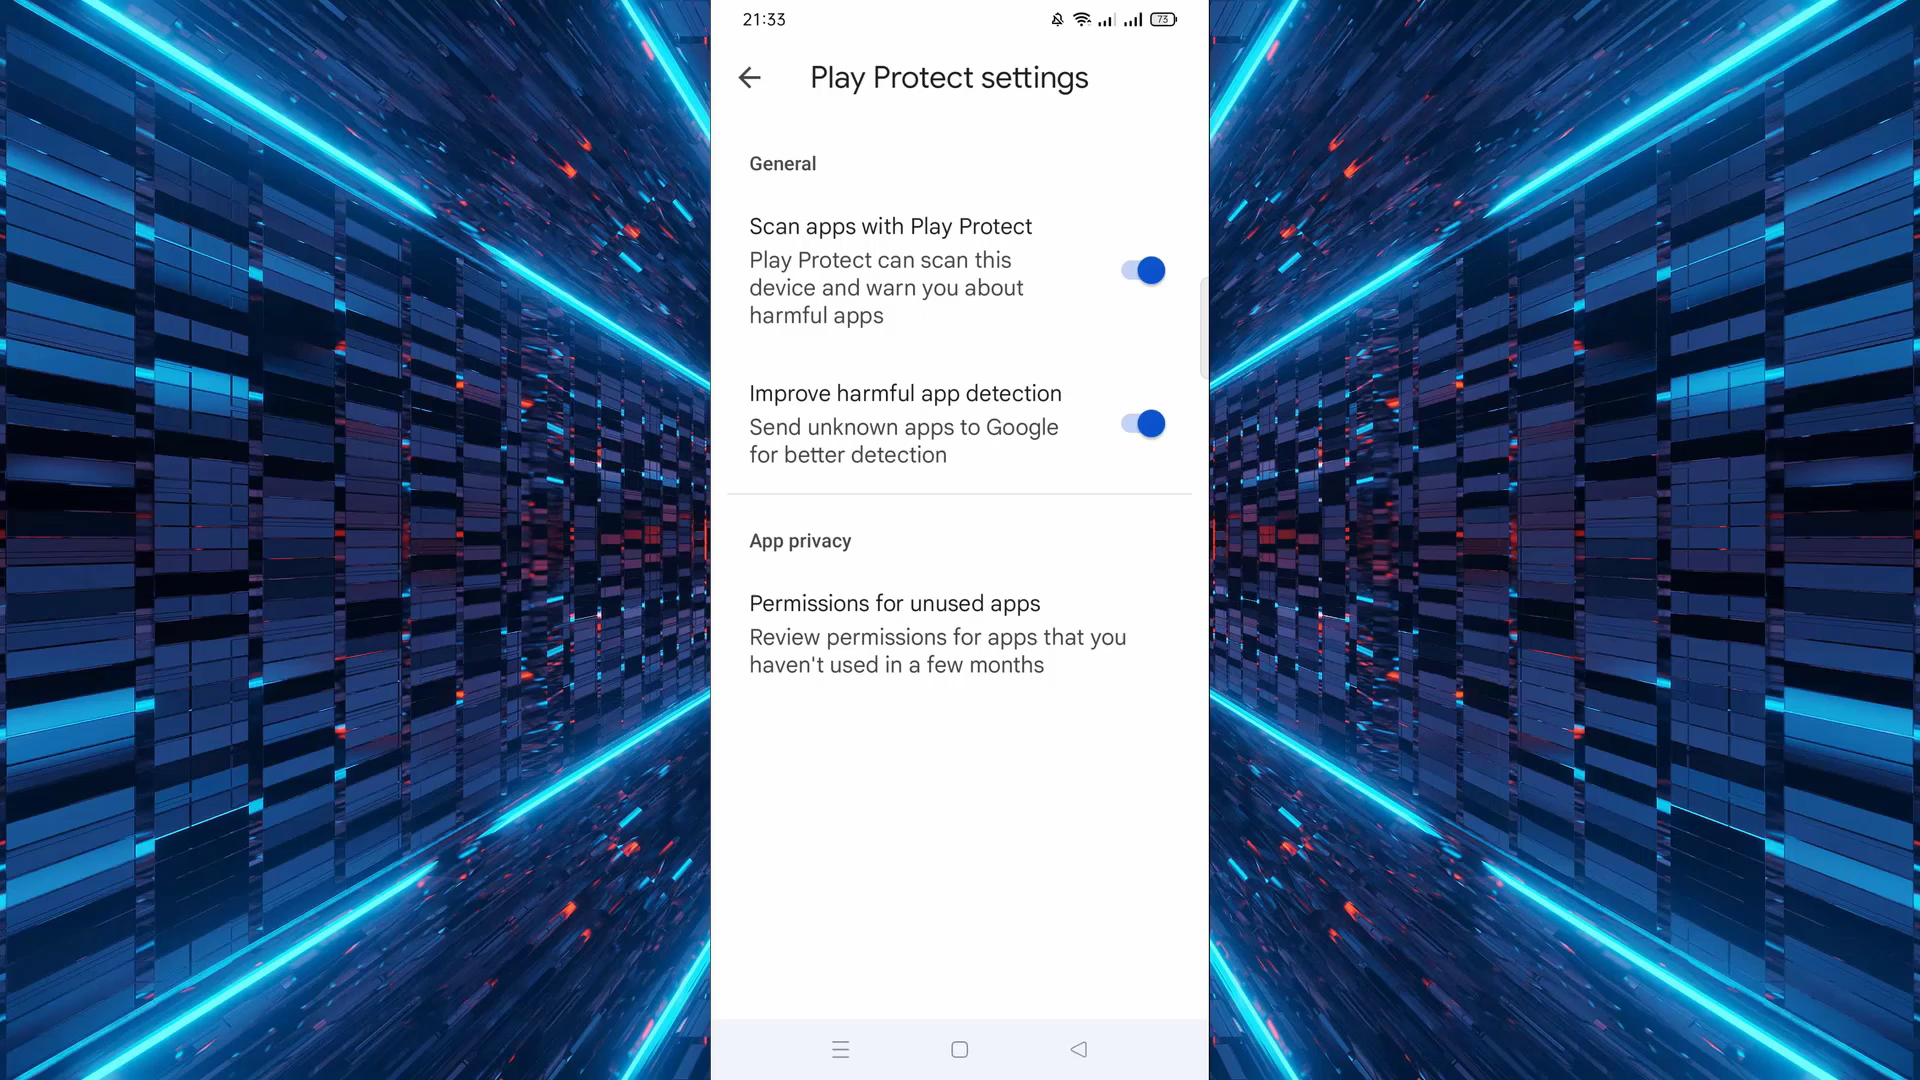 21:33
73
Play Protect settings
General
Scan apps with Play Protect
Play Protect can scan this
device and warn you about
harmful apps
Improve harmful app detection
Send unknown apps to Google
for better detection
App privacy
Permissions for unused apps
Review permissions for apps that you
haven't used in a few months